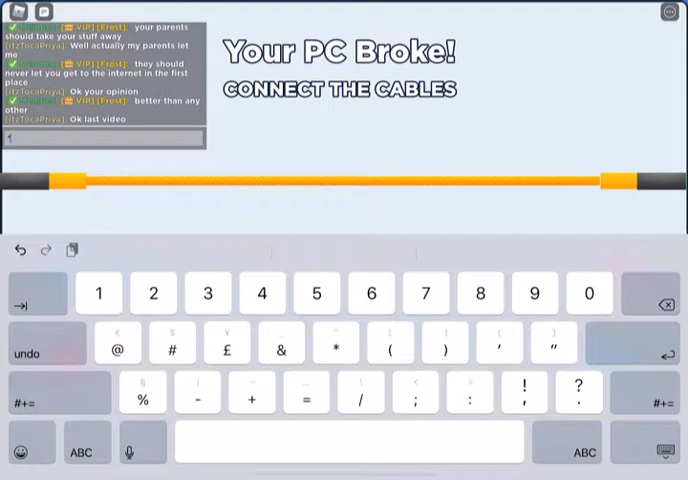 [🎒 VIP] [Frost]: your parents
should take your stuff away
[itzTocaPriya]: Well actually my parents let
me
[🎒 VIP] [Frost]: they should
never let you get to the internet in the first
place
[itzTocaPriya]: Ok your opinion
[🎒 VIP] [Frost]: better than any
other
[itzTocaPriya]: Ok last video
Your PC Broke!
CONNECT THE CABLES
1 2 3 4 5 6 7 8 9 0
undo @ # £ & * ( ) ' "
#+= % - + = / ; : ! , ? . #+=
ABC ABC